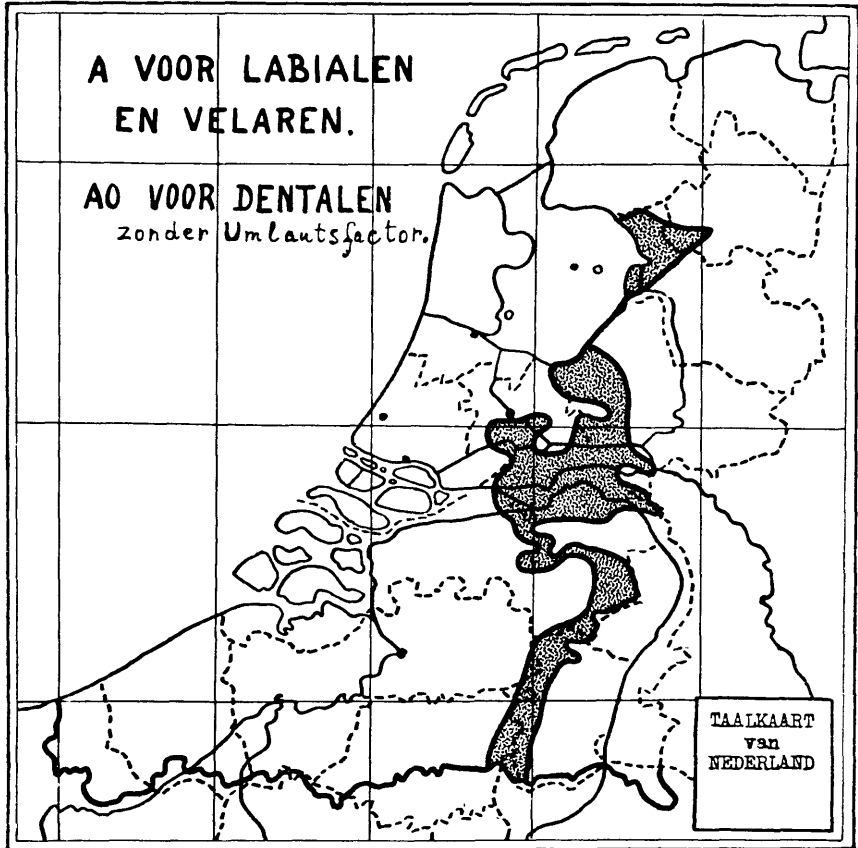 A VOOR LABIALEN
EN VELAREN.
AO VOOR DENTALEN
zonder Umlautsfactor.
TAALKAART
van
NEDERLAND